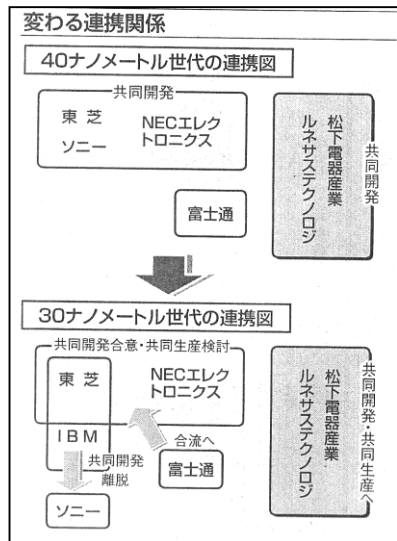 変わる連携関係
40ナノメートル世代の連携図
共同開発
東芝
ソニー
NECエレク
トロニクス
富士通
松下電器産業
ルネサステクノロジ
共同開発
30ナノメートル世代の連携図
共同開発合意・共同生産検討
東芝
NECエレク
トロニクス
IBM
合流へ
共同開発
離脱
富士通
ソニー
松下電器産業
ルネサステクノロジ
共同開発・共同生産へ